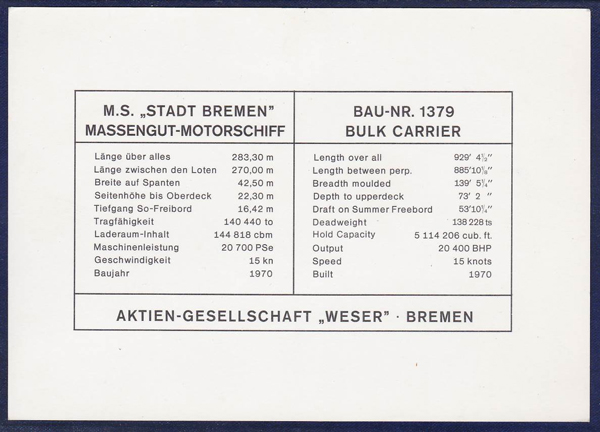 M.S. „STADT BREMEN”
MASSENGUT-MOTORSCHIFF
Länge über alles 283,30 m
Länge zwischen den Loten 270,00 m
Breite auf Spanten 42,50 m
Seitenhöhe bis Oberdeck 22,30 m
Tiefgang So-Freibord 16,42 m
Tragfähigkeit 140 440 to
Laderaum-Inhalt 144 818 cbm
Maschinenleistung 20 700 PSe
Geschwindigkeit 15 kn
Baujahr 1970
BAU-NR. 1379
BULK CARRIER
Length over all 929′ 4½″
Length between perp. 885′10⅛″
Breadth moulded 139′ 5¼″
Depth to upperdeck 73′ 2 ″
Draft on Summer Freebord 53′10¼″
Deadweight 138 228 ts
Hold Capacity 5 114 206 cub. ft.
Output 20 400 BHP
Speed 15 knots
Built 1970
AKTIEN-GESELLSCHAFT „WESER” · BREMEN